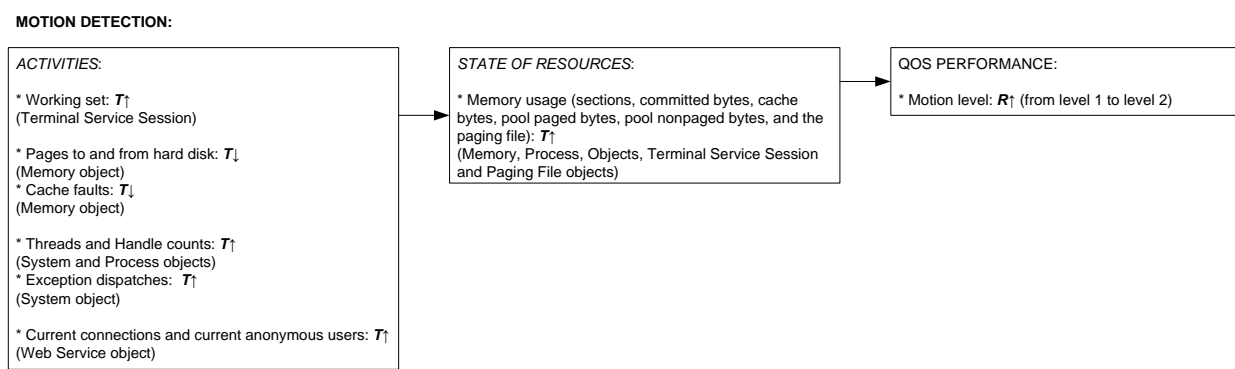 MOTION DETECTION:
ACTIVITIES:
* Working set: T↑
(Terminal Service Session)
* Pages to and from hard disk: T↓
(Memory object)
* Cache faults: T↓
(Memory object)
* Threads and Handle counts: T↑
(System and Process objects)
* Exception dispatches: T↑
(System object)
* Current connections and current anonymous users: T↑
(Web Service object)
STATE OF RESOURCES:
* Memory usage (sections, committed bytes, cache
bytes, pool paged bytes, pool nonpaged bytes, and the
paging file): T↑
(Memory, Process, Objects, Terminal Service Session
and Paging File objects)
QOS PERFORMANCE:
* Motion level: R↑ (from level 1 to level 2)